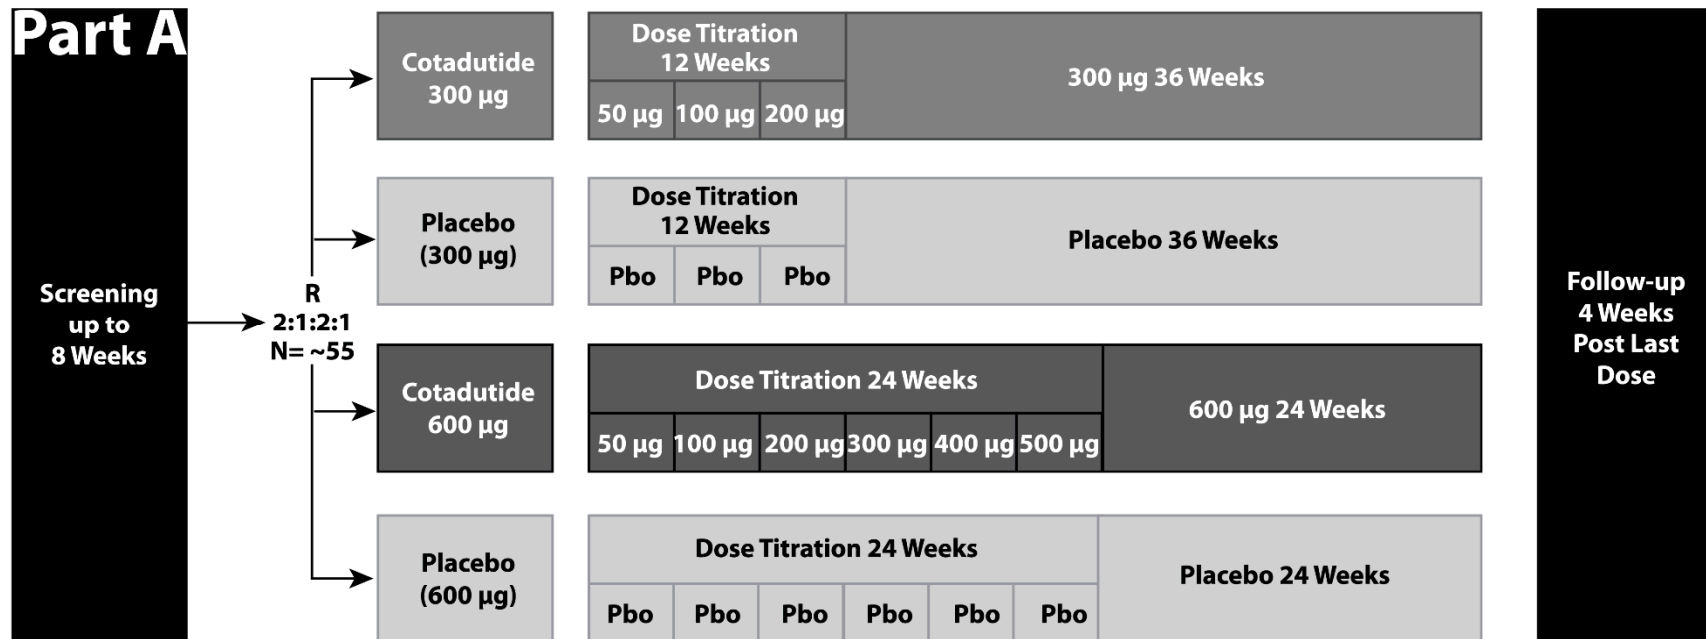 Part A
Screening
up to
8 Weeks
R
2:1:2:1
N= ~55
Cotadutide
300 µg
Dose Titration
12 Weeks
50 µg
100 µg
200 µg
300 µg 36 Weeks
Placebo
(300 µg)
Dose Titration
12 Weeks
Pbo
Pbo
Pbo
Placebo 36 Weeks
Cotadutide
600 µg
Dose Titration 24 Weeks
50 µg
100 µg
200 µg
300 µg
400 µg
500 µg
600 µg 24 Weeks
Placebo
(600 µg)
Dose Titration 24 Weeks
Pbo
Pbo
Pbo
Pbo
Pbo
Pbo
Placebo 24 Weeks
Follow-up
4 Weeks
Post Last
Dose